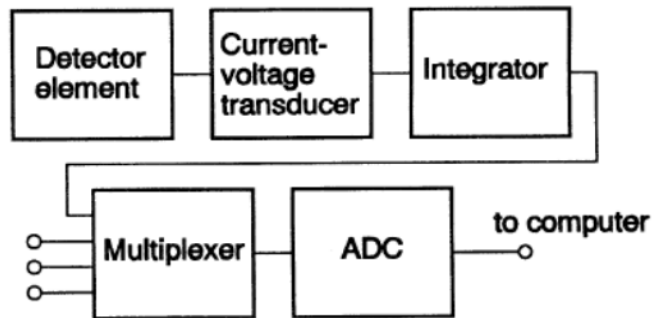 Detector
element
Current-
voltage
transducer
Integrator
Multiplexer
ADC
to computer